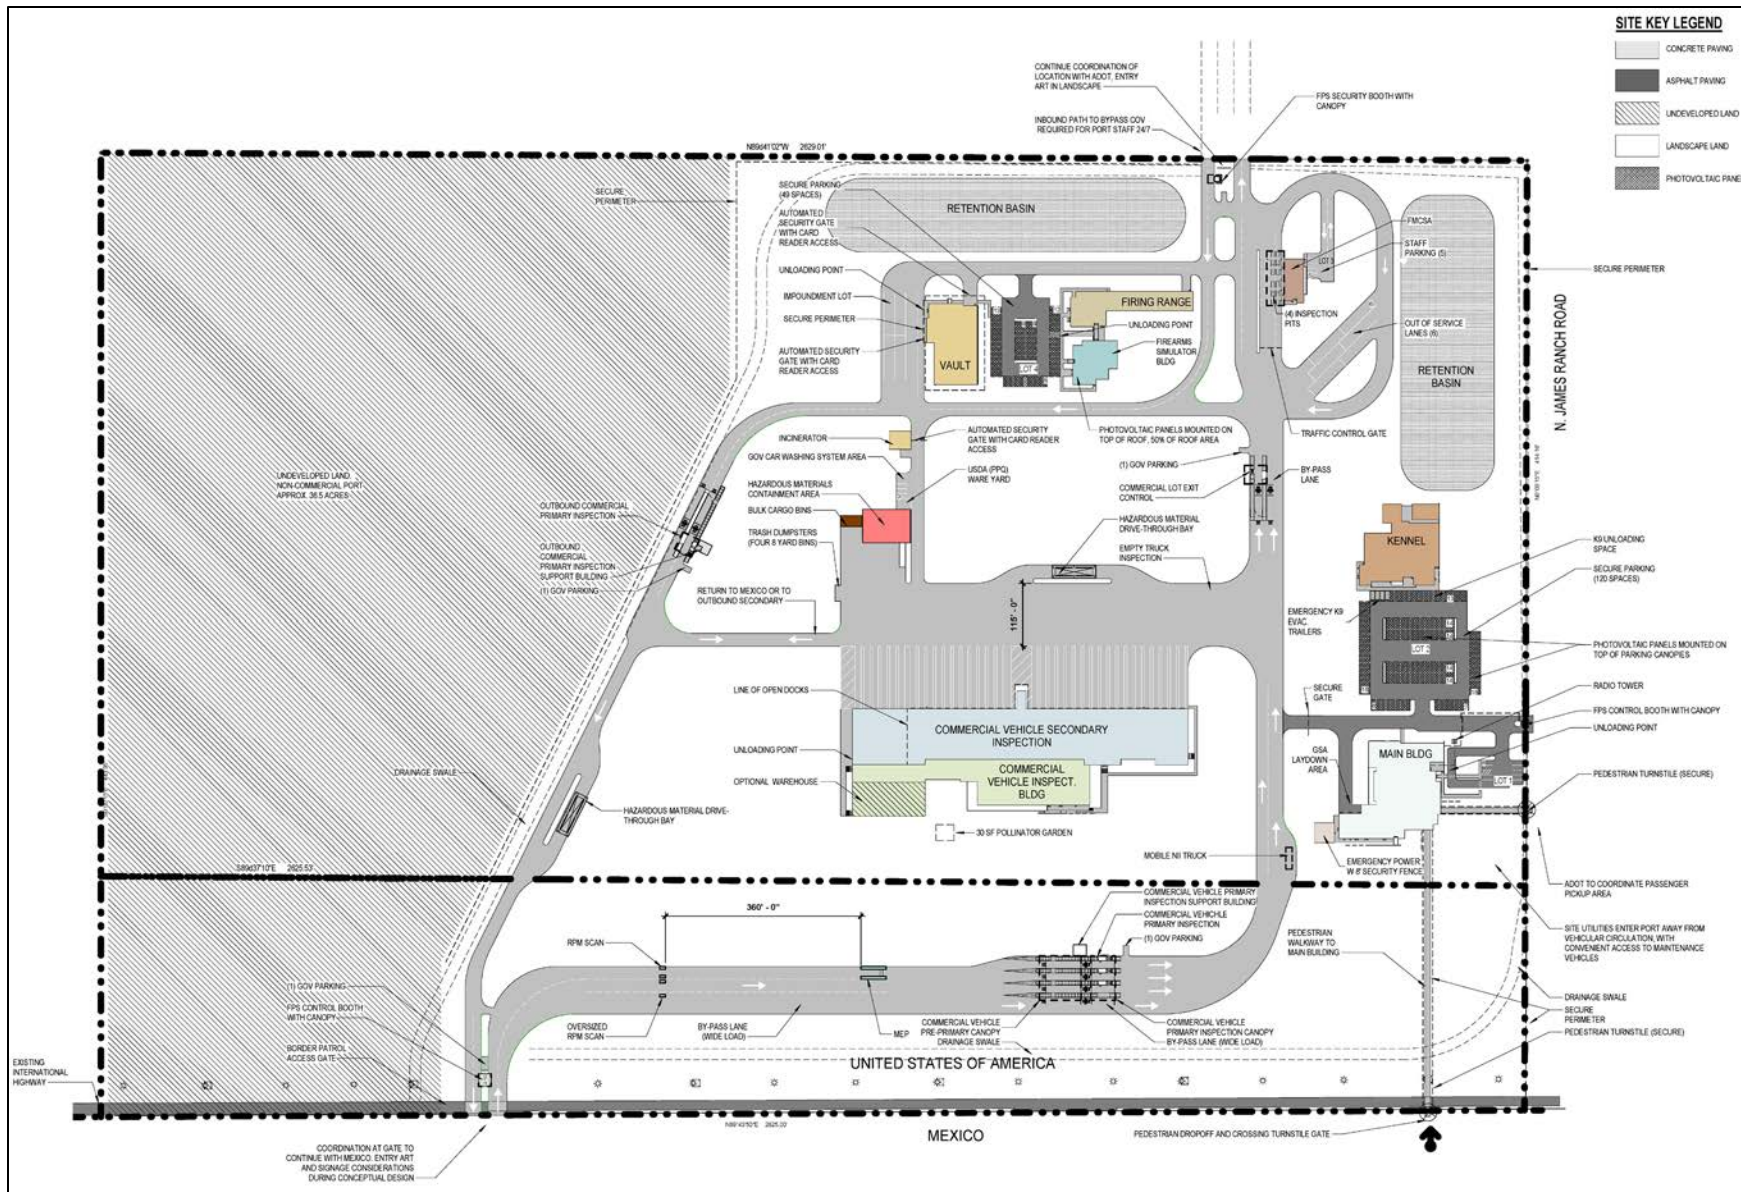 SITE KEY LEGEND
CONCRETE PAVING
ASPHALT PAVING
UNDEVELOPED LAND
LANDSCAPE LAND
PHOTOVOLTAIC PANE
CONTINUE COORDINATION OF
LOCATION WITH ADOT, ENTRY
ART IN LANDSCAPE
FPS SECURITY BOOTH WITH
CANOPY
INBOUND PATH TO BYPASS COV
REQUIRED FOR PORT STAFF 24/7
N89d41'02"W 2629.01'
SECURE
PERIMETER
SECURE PARKING
(49 SPACES)
AUTOMATED
SECURITY GATE
WITH CARD
READER ACCESS
RETENTION BASIN
FMCSA
STAFF
PARKING (5)
LOT 3
SECURE PERIMETER
N. JAMES RANCH ROAD
UNLOADING POINT
IMPOUNDMENT LOT
SECURE PERIMETER
AUTOMATED SECURITY
GATE WITH CARD
READER ACCESS
VAULT
LOT 4
FIRING RANGE
UNLOADING POINT
FIREARMS
SIMULATOR
BLDG
(4) INSPECTION
PITS
OUT OF SERVICE
LANES (6)
RETENTION
BASIN
INCINERATOR
GOV CAR WASHING SYSTEM AREA
AUTOMATED SECURITY
GATE WITH CARD READER
ACCESS
PHOTOVOLTAIC PANELS MOUNTED ON
TOP OF ROOF, 50% OF ROOF AREA
TRAFFIC CONTROL GATE
UNDEVELOPED LAND
NON-COMMERCIAL PORT
APPROX. 36.5 ACRES
HAZARDOUS MATERIALS
CONTAINMENT AREA
BULK CARGO BINS
USDA (PPQ)
WARE YARD
(1) GOV PARKING
COMMERCIAL LOT EXIT
CONTROL
BY-PASS
LANE
OUTBOUND COMMERCIAL
PRIMARY INSPECTION
TRASH DUMPSTERS
(FOUR 8 YARD BINS)
HAZARDOUS MATERIAL
DRIVE-THROUGH BAY
OUTBOUND
COMMERCIAL
PRIMARY INSPECTION
SUPPORT BUILDING
(1) GOV PARKING
EMPTY TRUCK
INSPECTION
KENNEL
K9 UNLOADING
SPACE
SECURE PARKING
(120 SPACES)
RETURN TO MEXICO OR TO
OUTBOUND SECONDARY
115' - 0"
EMERGENCY K9
EVAC.
TRAILERS
LOT 2
PHOTOVOLTAIC PANELS MOUNTED ON
TOP OF PARKING CANOPIES
LINE OF OPEN DOCKS
SECURE
GATE
RADIO TOWER
FPS CONTROL BOOTH WITH CANOPY
UNLOADING POINT
COMMERCIAL VEHICLE SECONDARY
INSPECTION
UNLOADING POINT
GSA
LAYDOWN
AREA
MAIN BLDG
LOT 1
DRAINAGE SWALE
OPTIONAL WAREHOUSE
COMMERCIAL
VEHICLE INSPECT.
BLDG
PEDESTRIAN TURNSTILE (SECURE)
HAZARDOUS MATERIAL DRIVE-
THROUGH BAY
30 SF POLLINATOR GARDEN
MOBILE NII TRUCK
EMERGENCY POWER
W-8' SECURITY FENCE
S89d37'10"E 2625.53'
ADOT TO COORDINATE PASSENGER
PICKUP AREA
360' - 0"
COMMERCIAL VEHICLE PRIMARY
INSPECTION SUPPORT BUILDING
COMMERCIAL VEHICHLE
PRIMARY INSPECTION
(1) GOV PARKING
RPM SCAN
PEDESTRIAN
WALKWAY TO
MAIN BUILDING
SITE UTILITIES ENTER PORT AWAY FROM
VEHICULAR CIRCULATION, WITH
CONVENIENT ACCESS TO MAINTENANCE
VEHICLES
(1) GOV PARKING
FPS CONTROL BOOTH
WITH CANOPY
OVERSIZED
RPM SCAN
BY-PASS LANE
(WIDE LOAD)
MEP
COMMERCIAL VEHICLE
PRE-PRIMARY CANOPY
DRAINAGE SWALE
COMMERCIAL VEHICLE
PRIMARY INSPECTION CANOPY
BY-PASS LANE (WIDE LOAD)
DRAINAGE SWALE
SECURE
PERIMETER
PEDESTRIAN TURNSTILE (SECURE)
BORDER PATROL
ACCESS GATE
UNITED STATES OF AMERICA
EXISTING
INTERNATIONAL
HIGHWAY
MEXICO
PEDESTRIAN DROPOFF AND CROSSING TURNSTILE GATE
COORDINATION AT GATE TO
CONTINUE WITH MEXICO. ENTRY ART
AND SIGNAGE CONSIDERATIONS
DURING CONCEPTUAL DESIGN